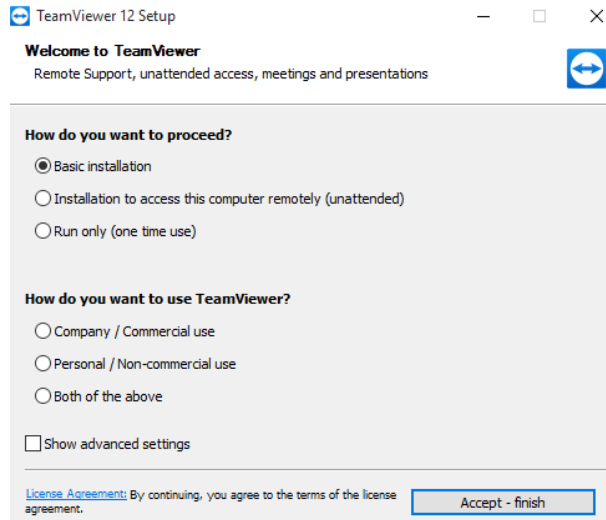 TeamViewer 12 Setup
Welcome to TeamViewer
Remote Support, unattended access, meetings and presentations
How do you want to proceed?
Basic installation
Installation to access this computer remotely (unattended)
Run only (one time use)
How do you want to use TeamViewer?
Company / Commercial use
Personal / Non-commercial use
Both of the above
Show advanced settings
License Agreement: By continuing, you agree to the terms of the license
agreement.
Accept - finish